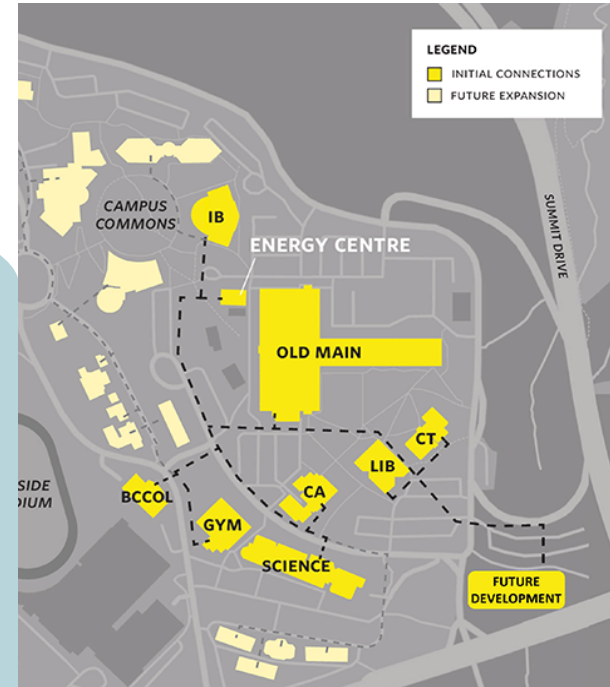 LEGEND
INITIAL CONNECTIONS
FUTURE EXPANSION
CAMPUS
COMMONS
IB
ENERGY CENTRE
SUMMIT DRIVE
OLD MAIN
CT
LIB
CA
BCCOL
GYM
SCIENCE
SIDE
DIUM
FUTURE
DEVELOPMENT